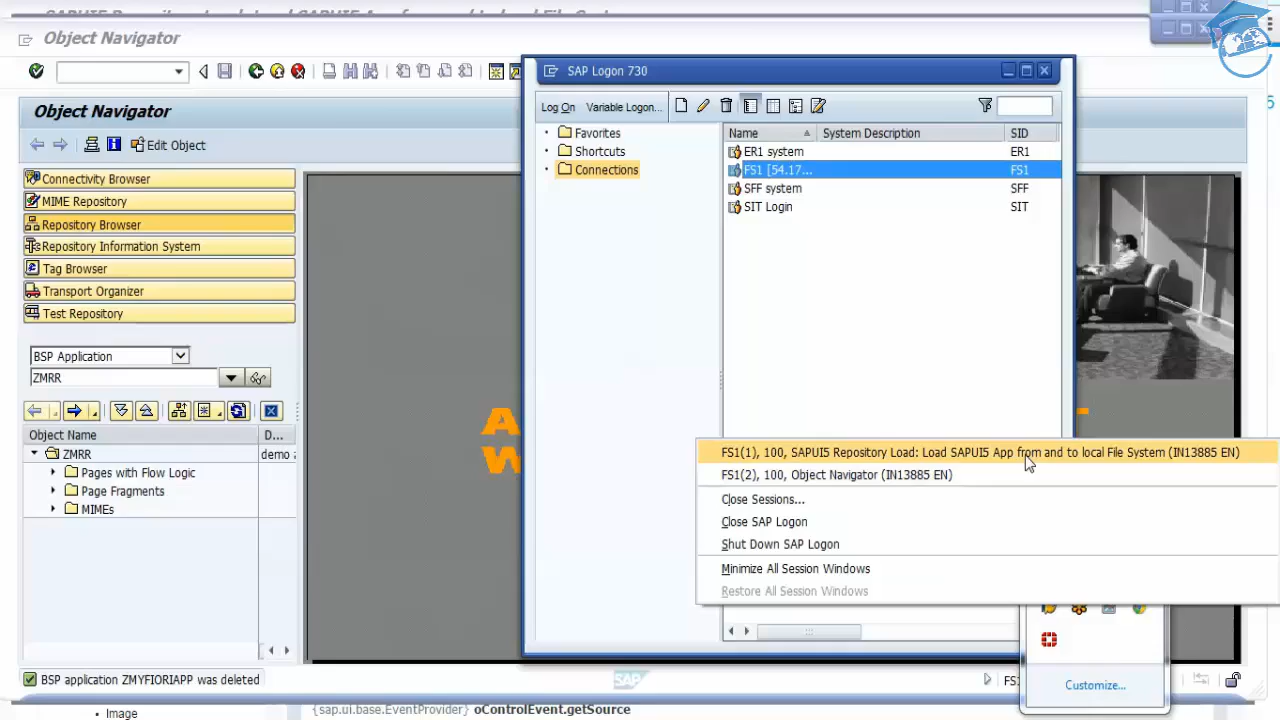 Object Navigator
Object Navigator
Edit Object
Connectivity Browser
MIME Repository
Repository Browser
Repository Information System
Tag Browser
Transport Organizer
Test Repository
BSP Application
ZMRR
Object Name
D...
ZMRR
demo
Pages with Flow Logic
Page Fragments
MIMEs
BSP application ZMYFIORIAPP was deleted
SAP
FS1
Image
{sap.ui.base.EventProvider} oControlEvent.getSource
SAP Logon 730
Log On
Variable Logon...
Favorites
Shortcuts
Connections
Name
System Description
SID
ER1 system
ER1
FS1 [54.17...
FS1
SFF system
SFF
SIT Login
SIT
A
W
FS1(1), 100, SAPUI5 Repository Load: Load SAPUI5 App from and to local File System (IN13885 EN)
FS1(2), 100, Object Navigator (IN13885 EN)
Close Sessions...
Close SAP Logon
Shut Down SAP Logon
Minimize All Session Windows
Restore All Session Windows
Customize...